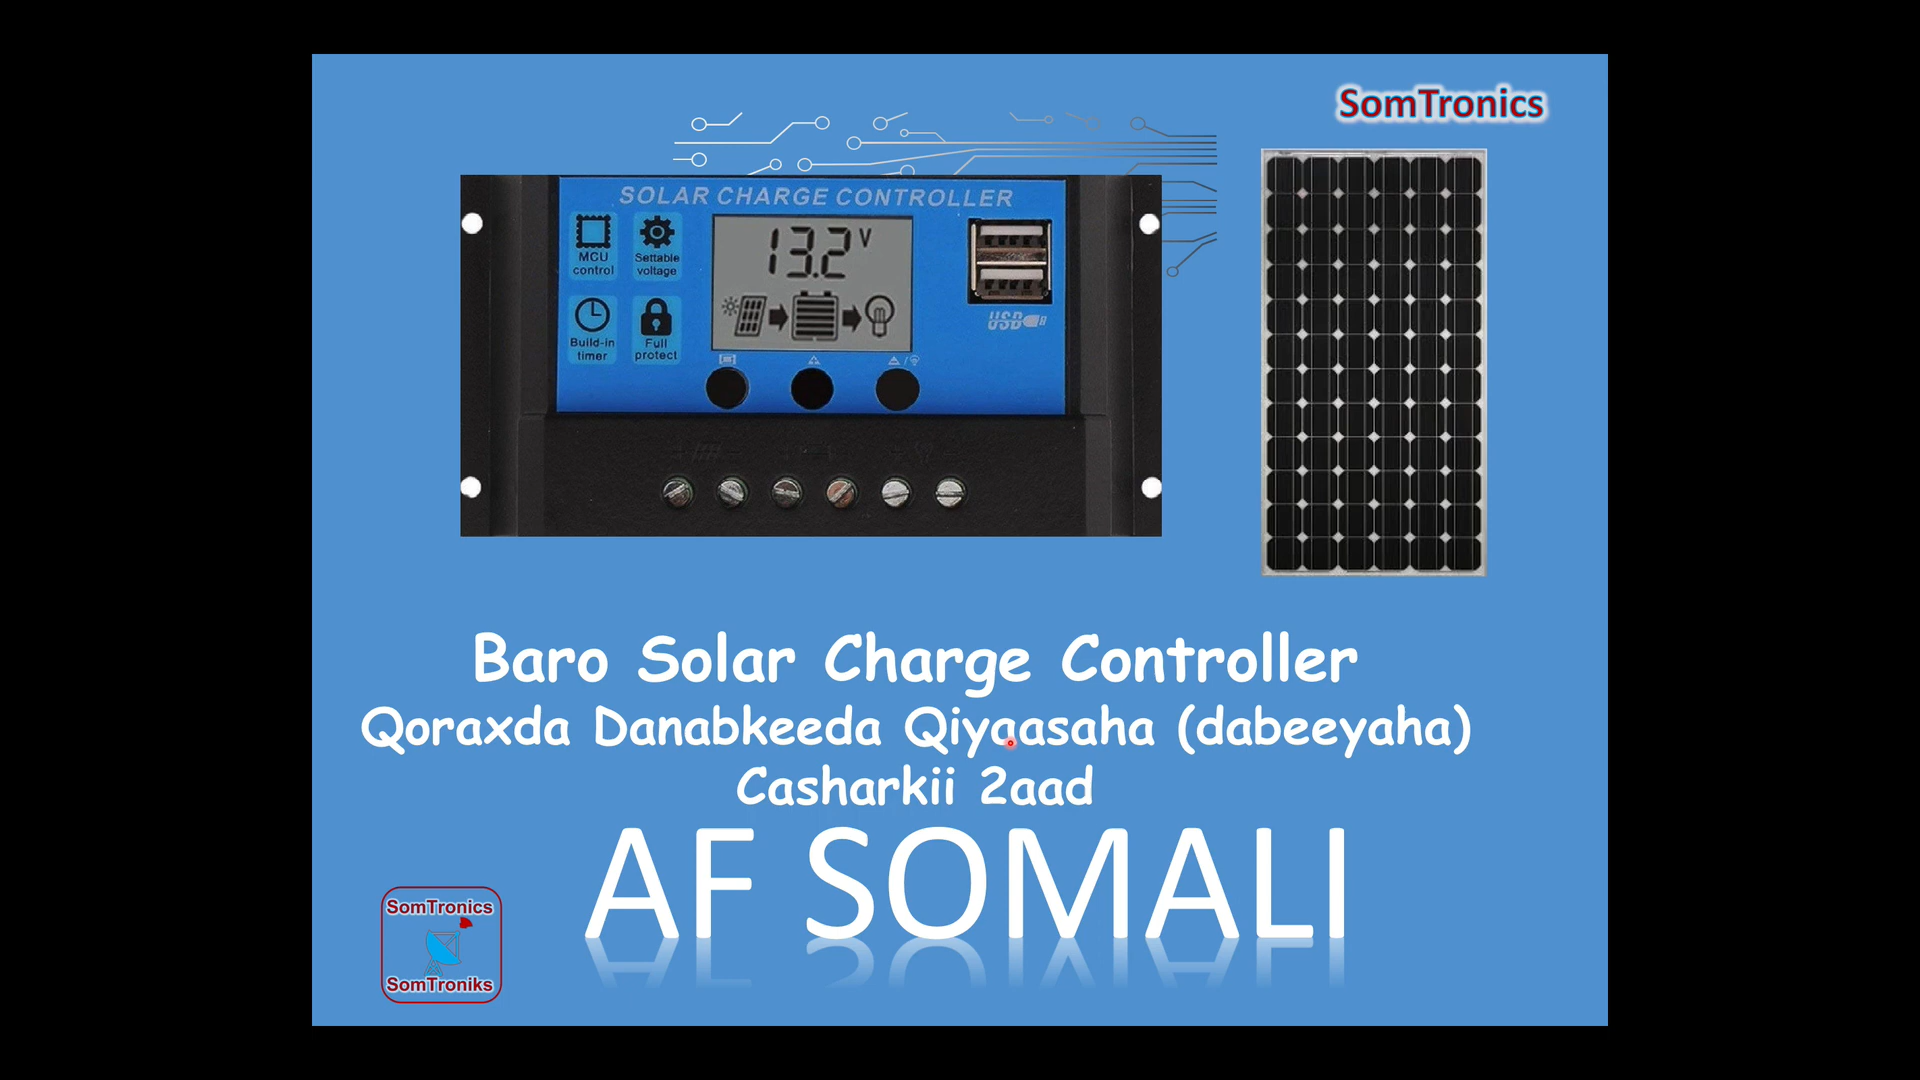 SomTronics
SOLAR CHARGE CONTROLLER
MCU
control
Settable
voltage
13.2 V
USB
Build-in
timer
Full
protect
Baro Solar Charge Controller
Qoraxda Danabkeeda Qiyaasaha (dabeeyaha)
Casharkii 2aad
AF SOMALI
SomTronics
SomTroniks